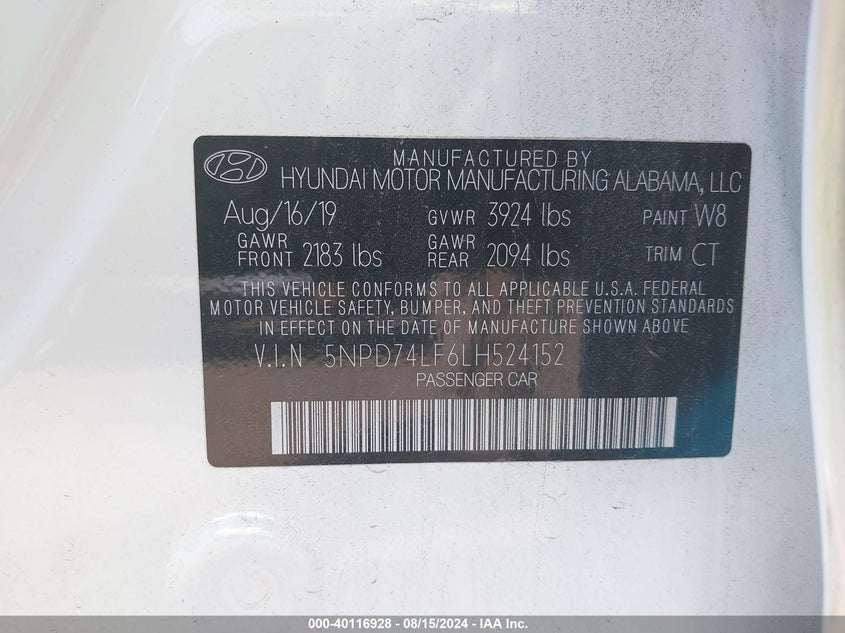 MANUFACTURED BY
HYUNDAI MOTOR MANUFACTURING ALABAMA, LLC
Aug/16/19 GVWR 3924 lbs PAINT W8
GAWR FRONT 2183 lbs GAWR REAR 2094 lbs TRIM CT
THIS VEHICLE CONFORMS TO ALL APPLICABLE U.S.A. FEDERAL
MOTOR VEHICLE SAFETY, BUMPER, AND THEFT PREVENTION STANDARDS
IN EFFECT ON THE DATE OF MANUFACTURE SHOWN ABOVE
V.I.N 5NPD74LF6LH524152
PASSENGER CAR
000-40116928 - 08/15/2024 - IAA Inc.